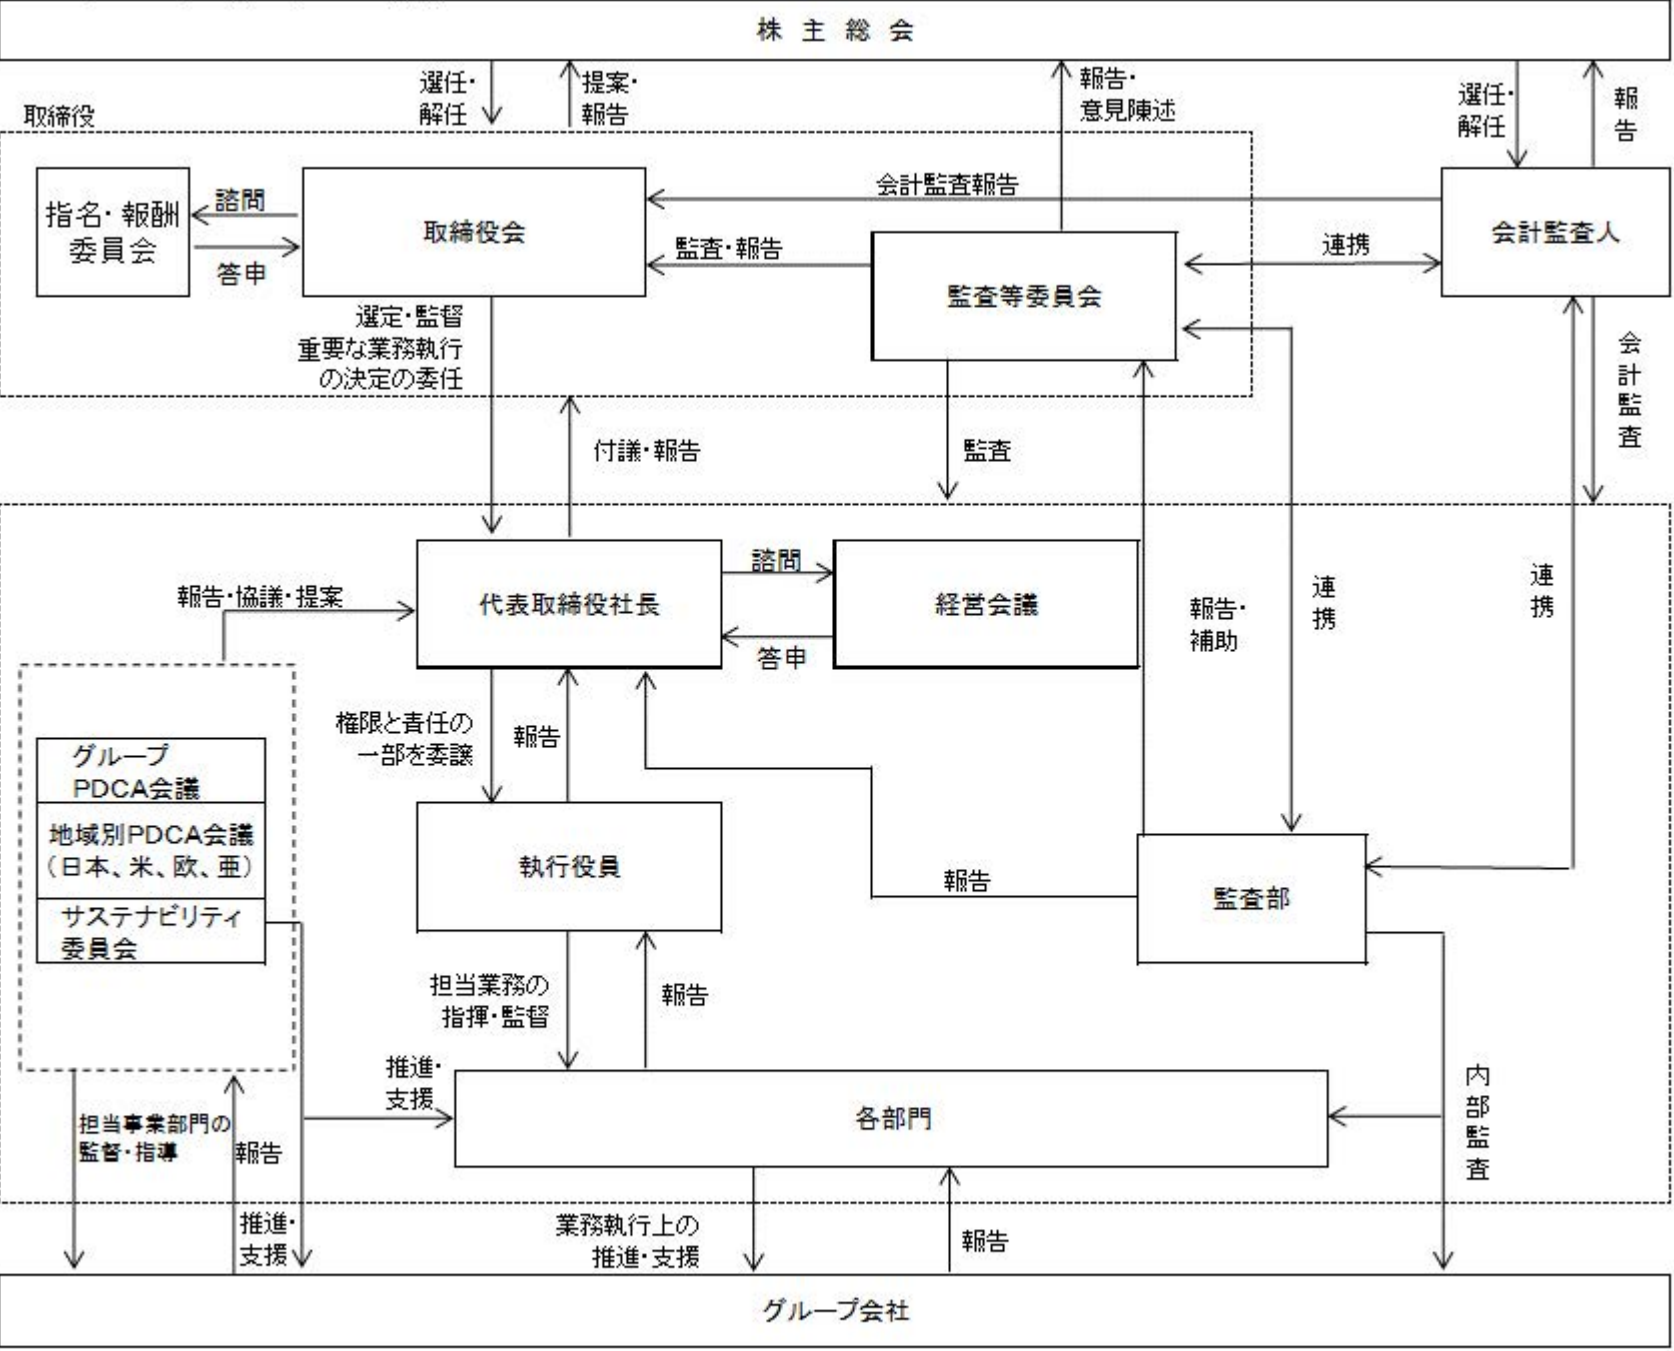 株 主 総 会
選任・
解任
提案・
報告
報告・
意見陳述
選任・
解任
報
告
取締役
指名・報酬
委員会
諮問
答申
取締役会
会計監査報告
監査・報告
監査等委員会
連携
会計監査人
選定・監督
重要な業務執行
の決定の委任
会
計
監
査
付議・報告
監査
報告・協議・提案
代表取締役社長
諮問
答申
経営会議
報告・
補助
連
携
連
携
権限と責任の
一部を委譲
報告
グループ
PDCA会議
地域別PDCA会議
（日本、米、欧、亜）
サステナビリティ
委員会
執行役員
報告
監査部
担当業務の
指揮・監督
報告
推進・
支援
各部門
内
部
監
査
担当事業部門の
監督・指導
報告
推進・
支援
業務執行上の
推進・支援
報告
グループ会社